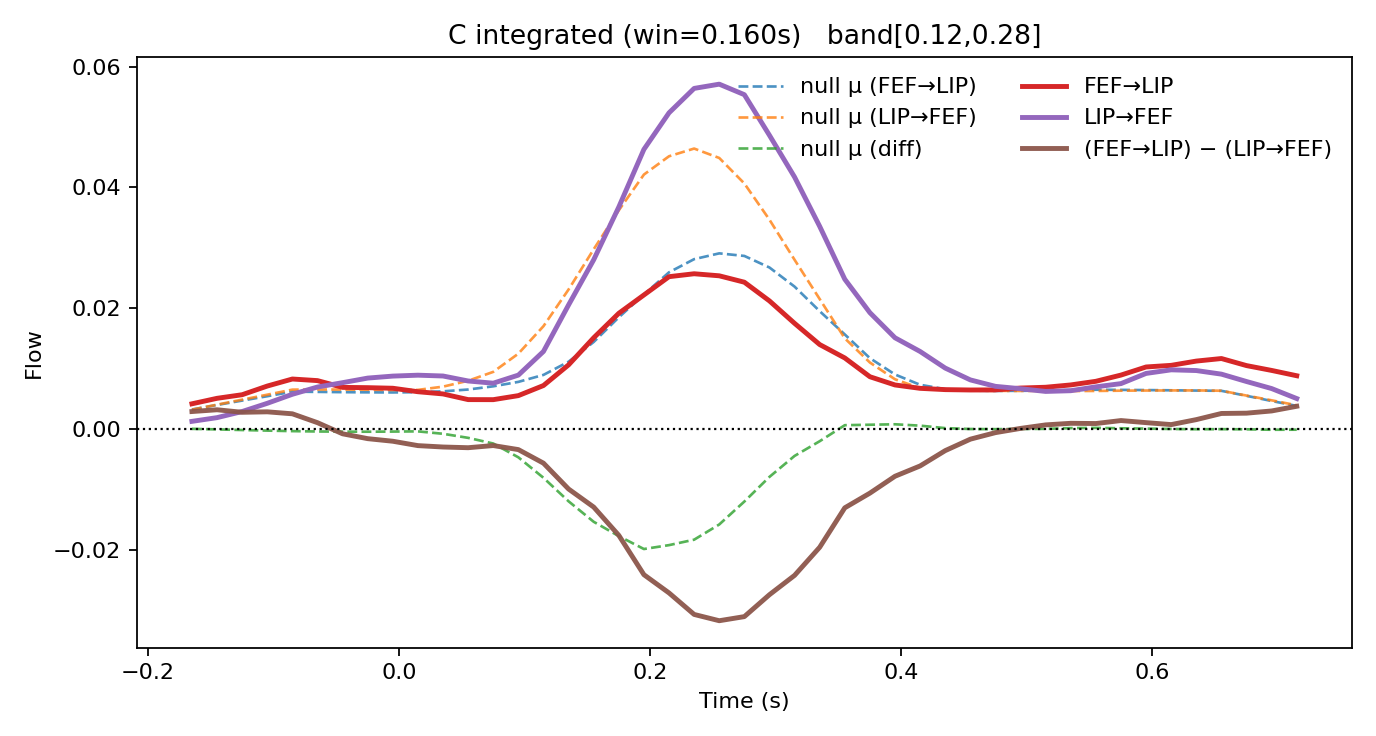 C integrated (win=0.160s)   band[0.12,0.28]
null μ (FEF→LIP)
null μ (LIP→FEF)
null μ (diff)
FEF→LIP
LIP→FEF
(FEF→LIP) − (LIP→FEF)
Flow
0.06
0.04
0.02
0.00
−0.02
−0.2
0.0
0.2
0.4
0.6
Time (s)